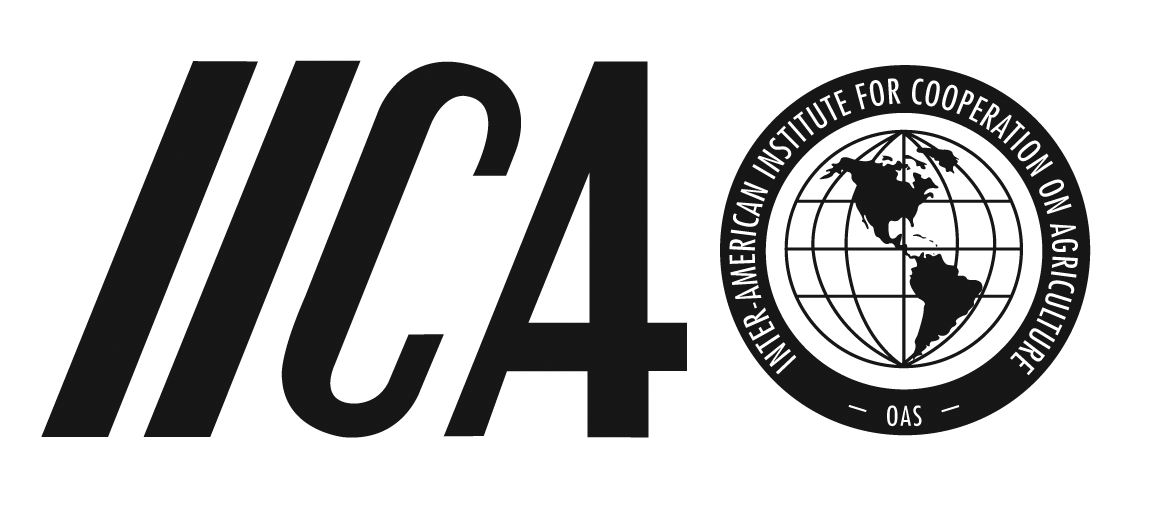 IICA
INTER-AMERICAN INSTITUTE FOR COOPERATION ON AGRICULTURE
– OAS –